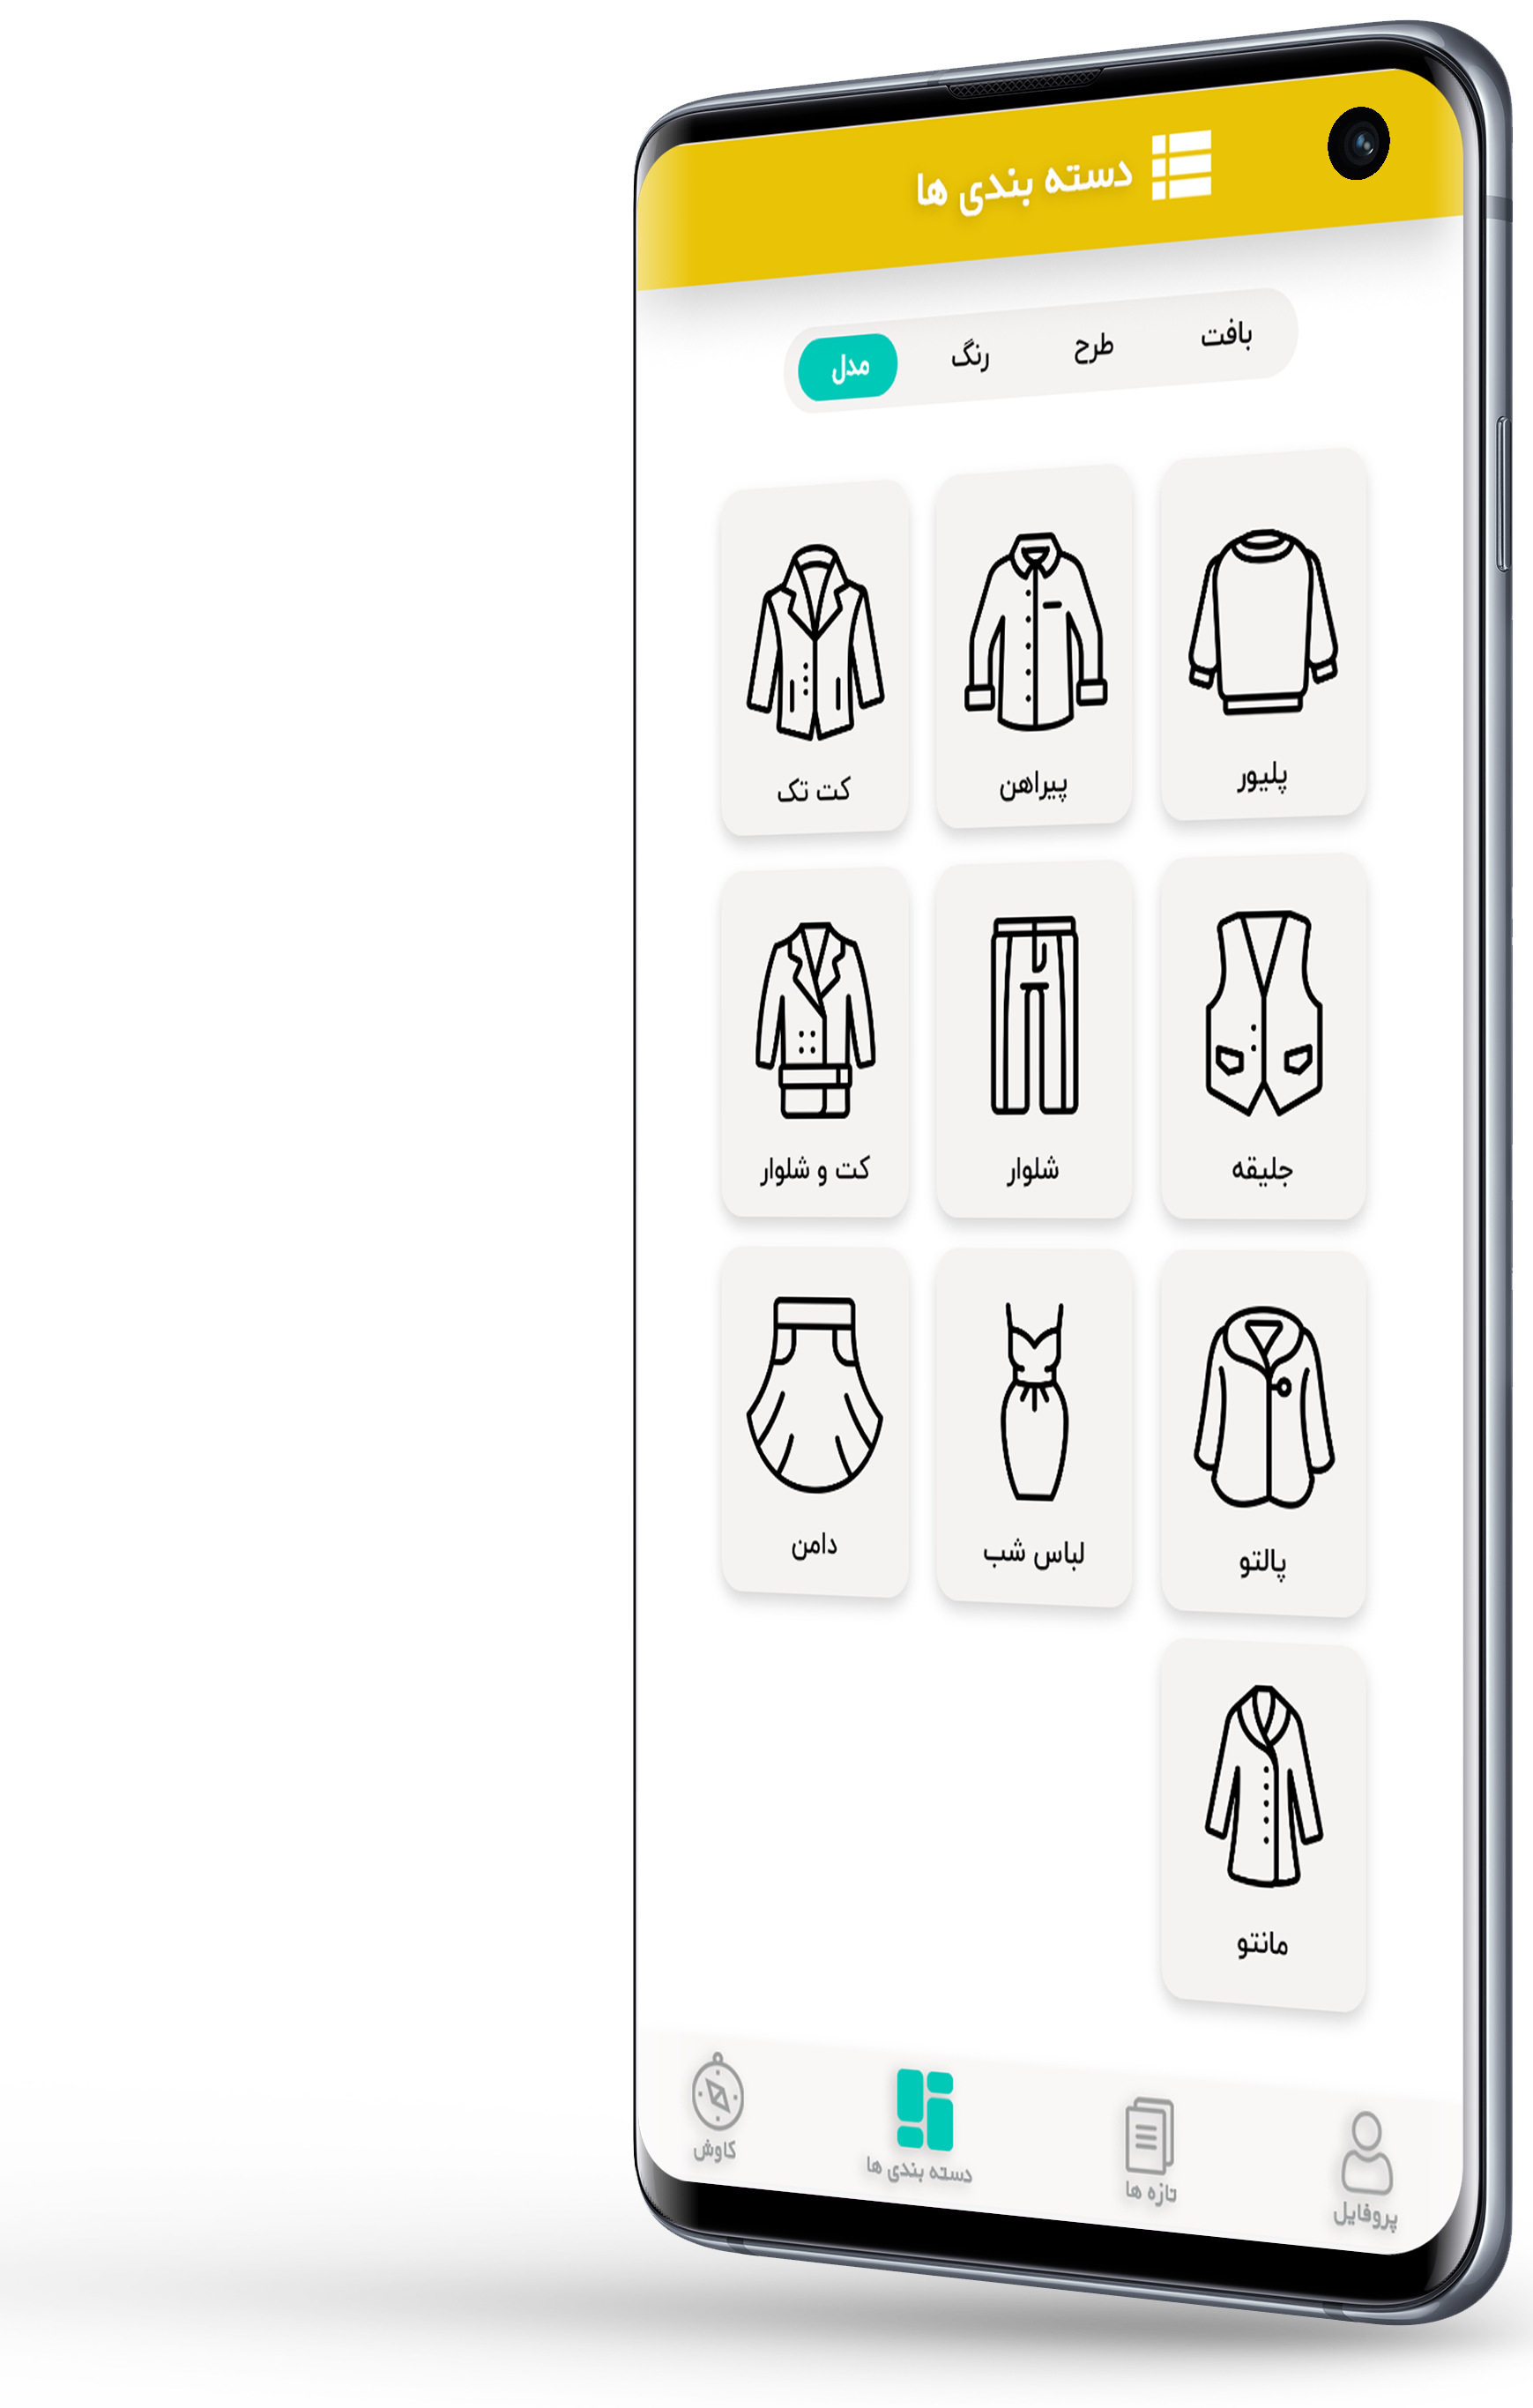 دسته بندی ها
بافت طرح رنگ مدل
پلیور پیراهن کت تک
جلیقه شلوار کت و شلوار
پالتو لباس شب دامن
مانتو
پروفایل تازه ها دسته بندی ها کاوش